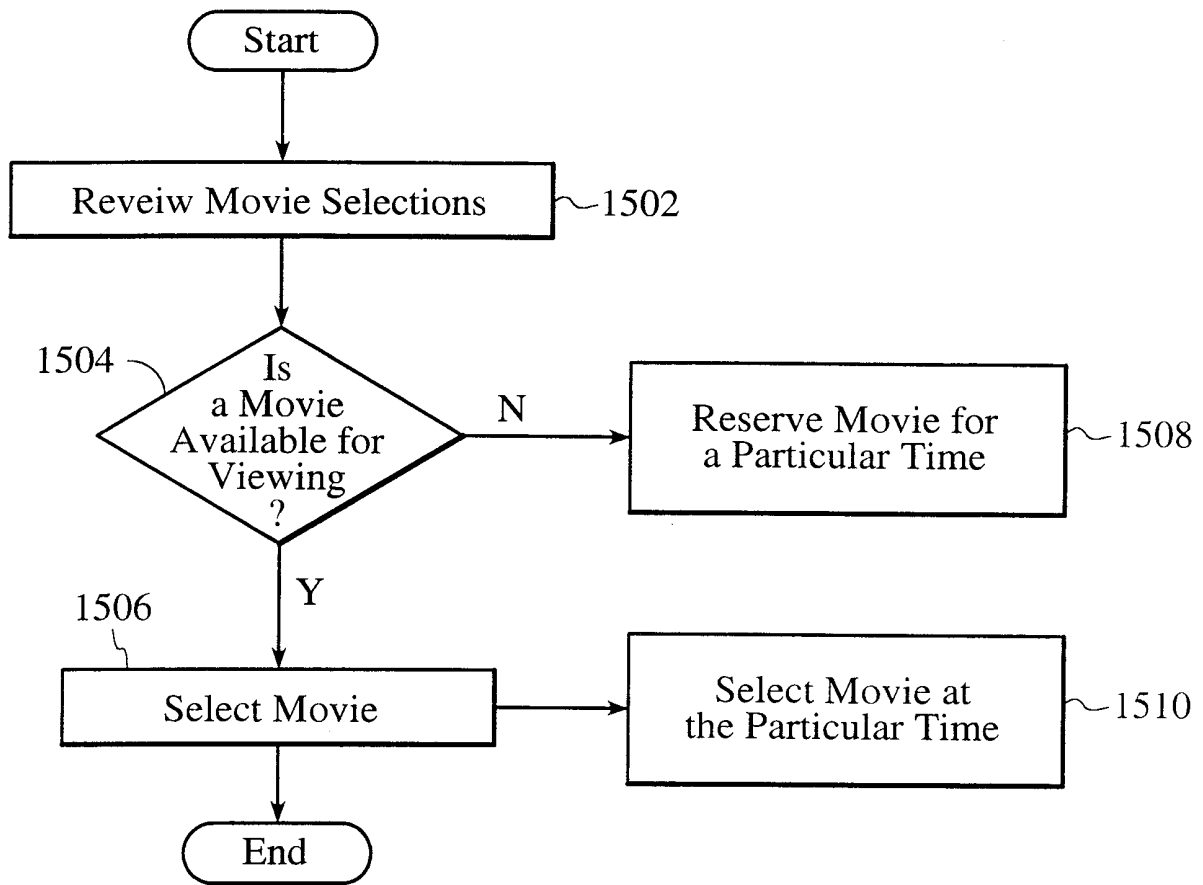 Start
Reveiw Movie Selections
1502
1504
Is
a Movie
Available for
Viewing
?
N
Reserve Movie for
a Particular Time
1508
Y
1506
Select Movie
Select Movie at
the Particular Time
1510
End